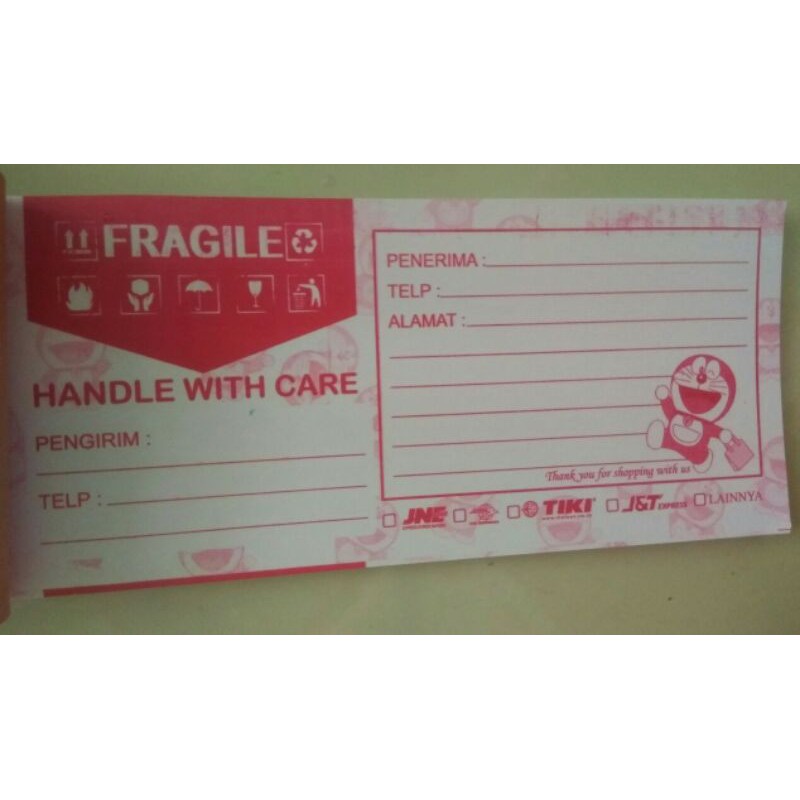 FRAGILE
HANDLE WITH CARE
PENGIRIM :
TELP :
PENERIMA :
TELP :
ALAMAT :
Thank you for shopping with us
JNE TIKI J&T EXPRESS LAINNYA